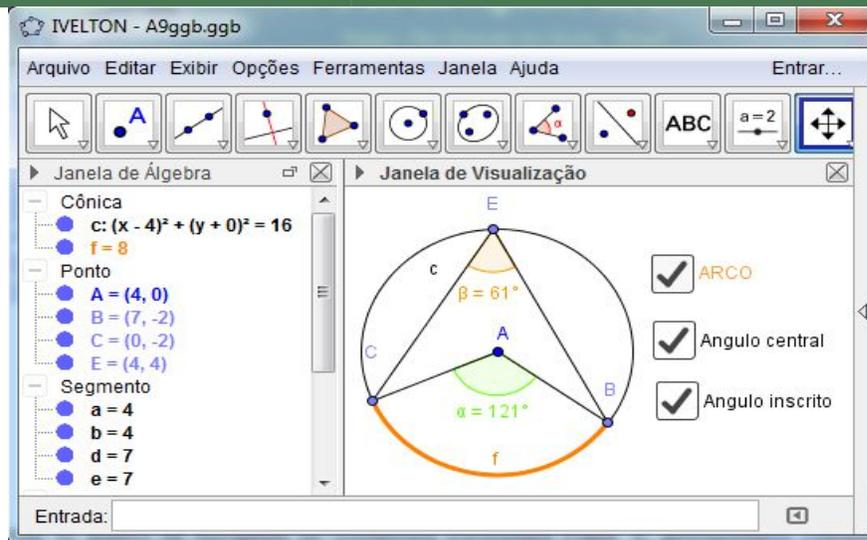 IVELTON - A9ggb.ggb
Arquivo Editar Exibir Opções Ferramentas Janela Ajuda Entrar...
A α ABC a=2
Janela de Álgebra
Cônica
c: (x - 4)² + (y + 0)² = 16
f = 8
Ponto
A = (4, 0)
B = (7, -2)
C = (0, -2)
E = (4, 4)
Segmento
a = 4
b = 4
d = 7
e = 7
Janela de Visualização
E
c
β = 61°
A
C
B
α = 121°
f
ARCO
Angulo central
Angulo inscrito
Entrada: